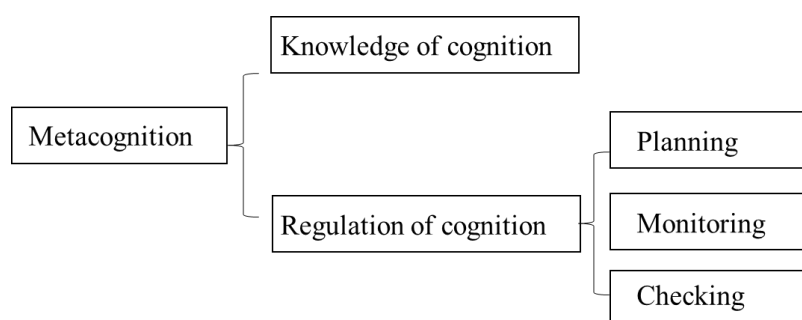 Knowledge of cognition
Metacognition
Planning
Regulation of cognition
Monitoring
Checking